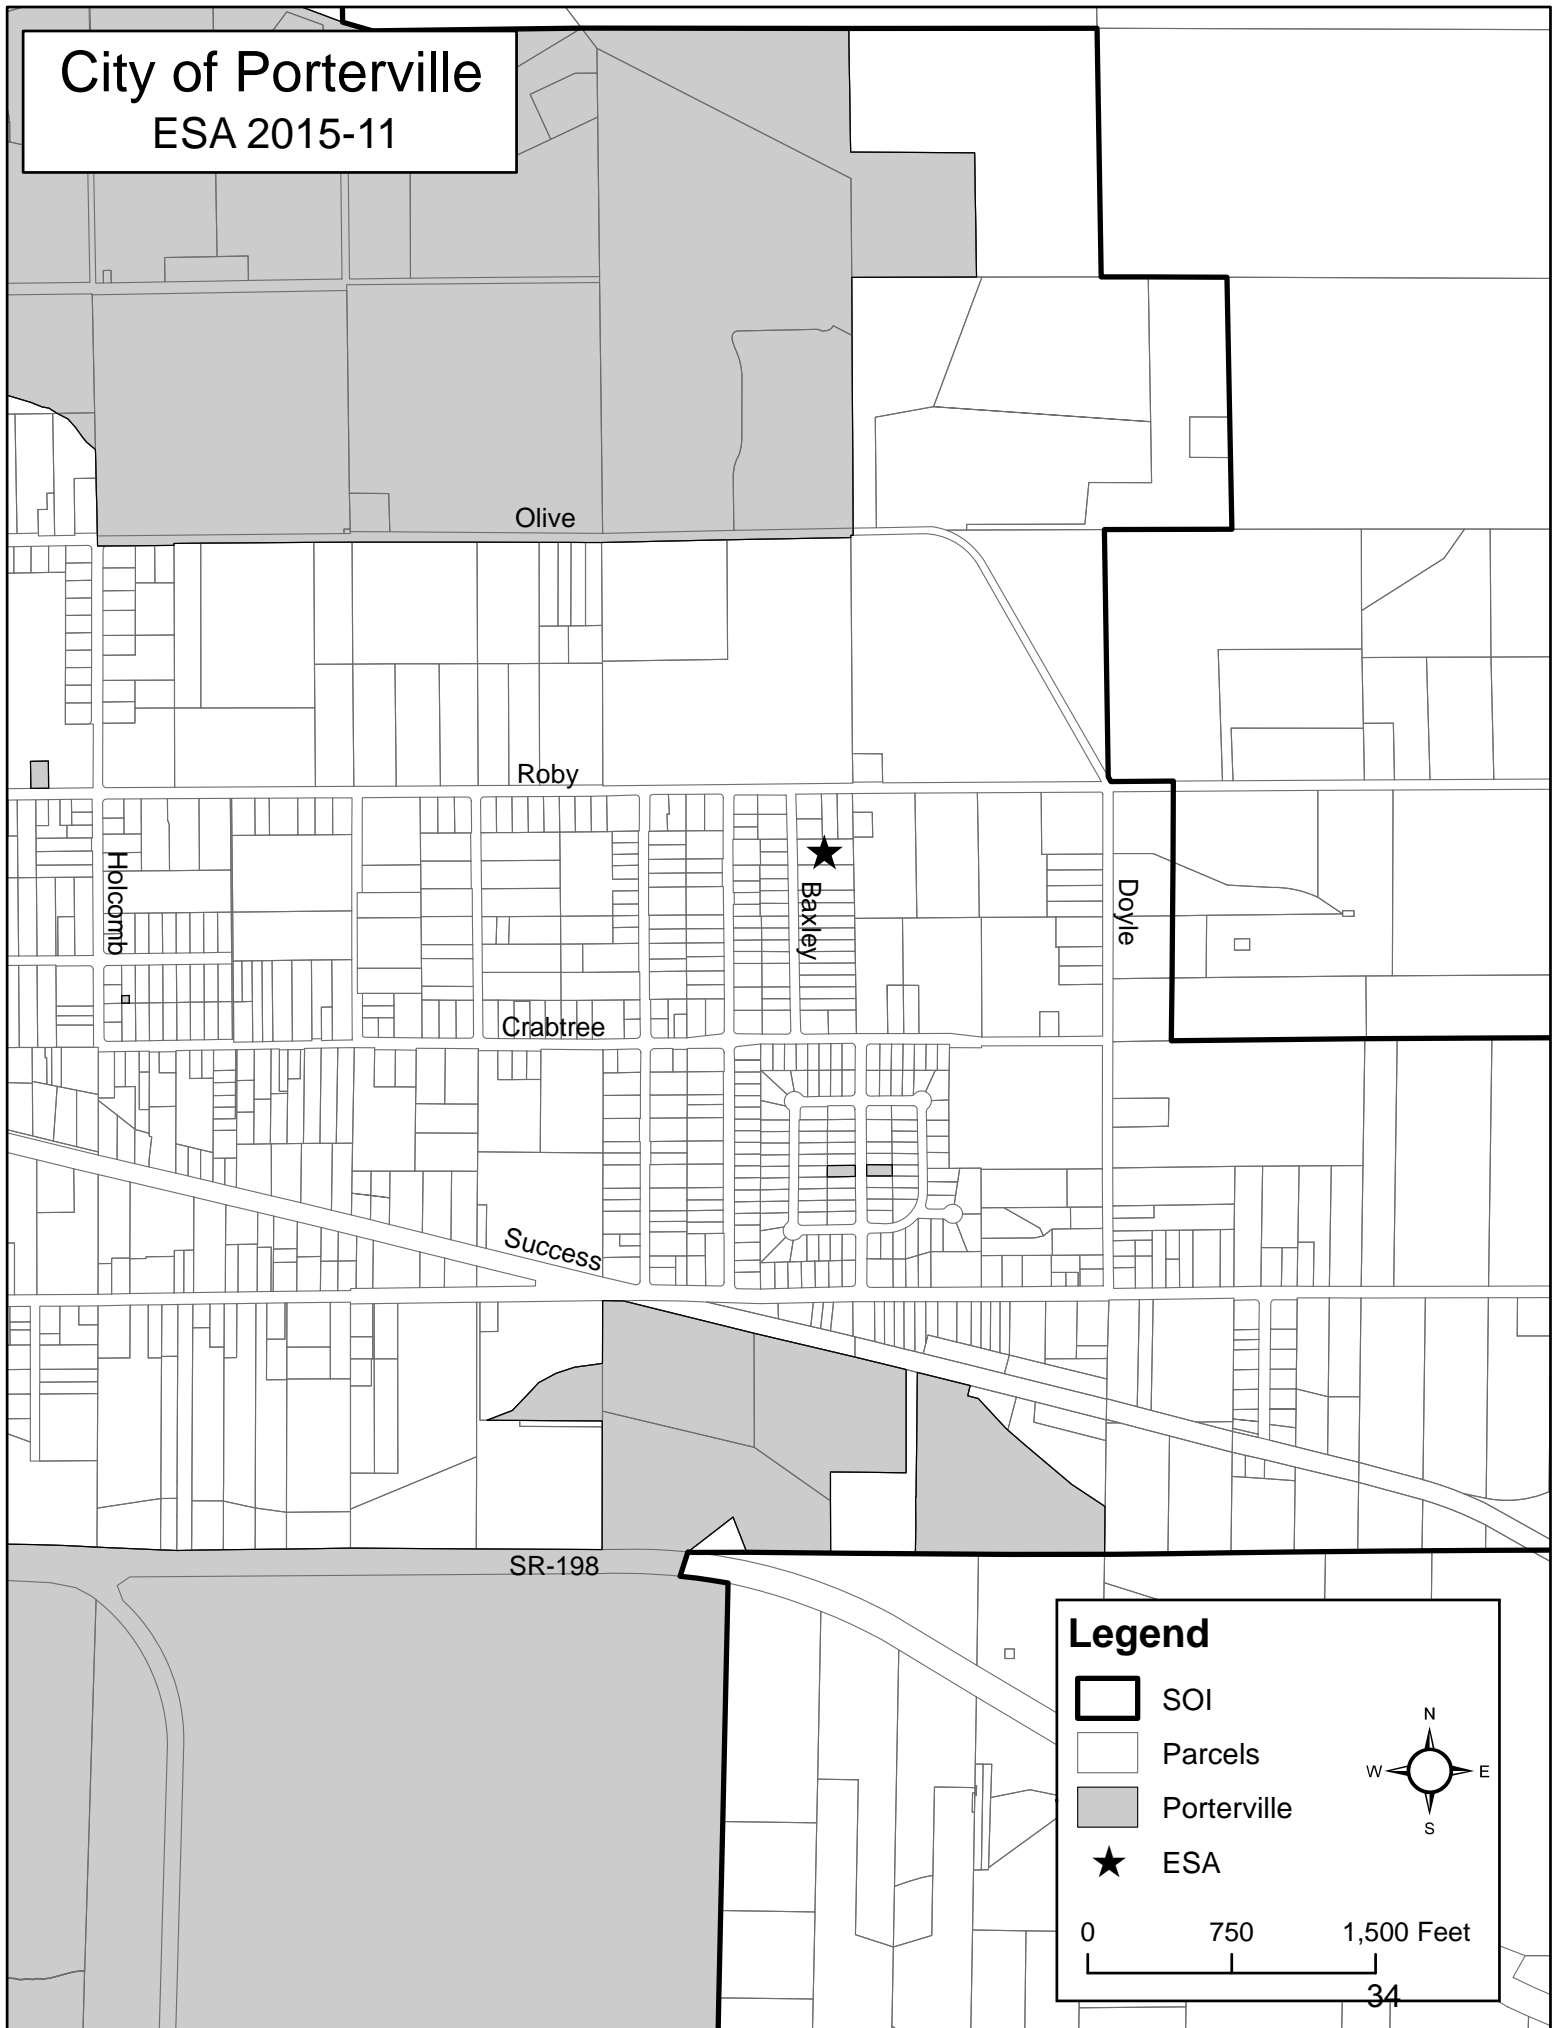 City of Porterville
ESA 2015-11
Olive
Roby
Holcomb
Baxley
Doyle
Crabtree
Success
SR-198
Legend
SOI
Parcels
Porterville
ESA
N
W E
S
0 750 1,500 Feet
34